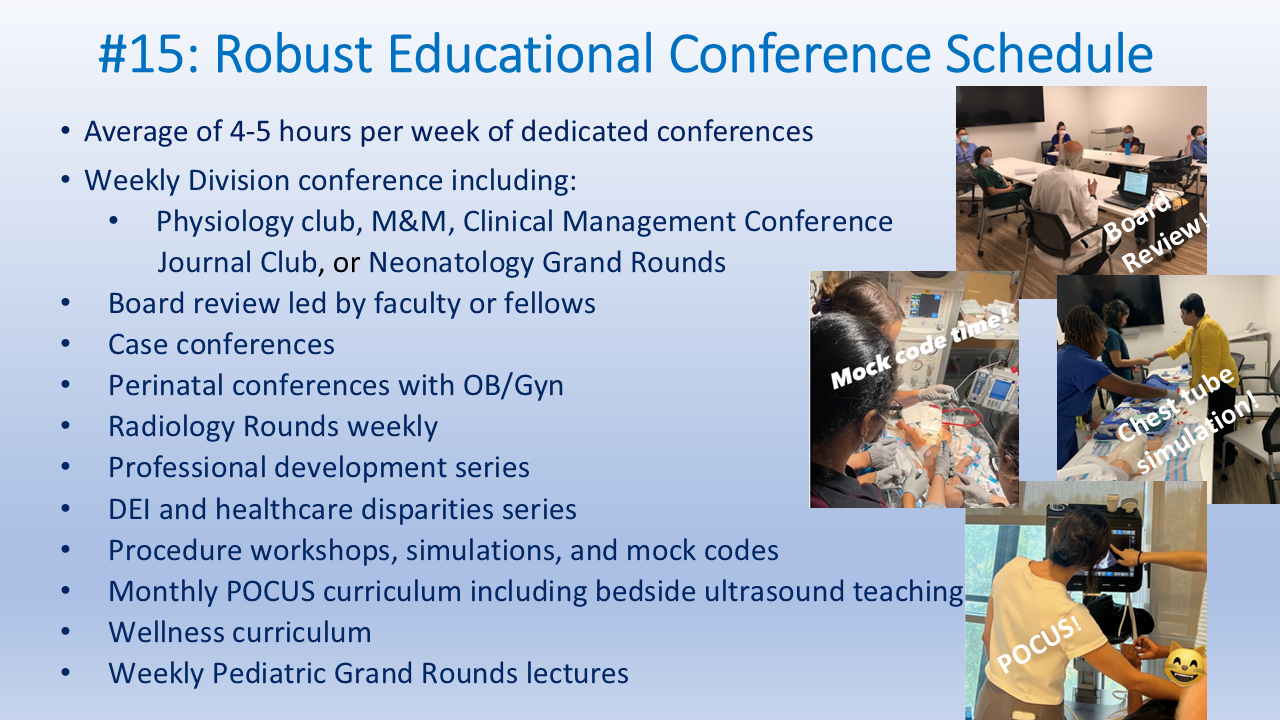 #15: Robust Educational Conference Schedule
• Average of 4-5 hours per week of dedicated conferences
• Weekly Division conference including:
• Physiology club, M&M, Clinical Management Conference
Journal Club, or Neonatology Grand Rounds
• Board review led by faculty or fellows
• Case conferences
• Perinatal conferences with OB/Gyn
• Radiology Rounds weekly
• Professional development series
• DEI and healthcare disparities series
• Procedure workshops, simulations, and mock codes
• Monthly POCUS curriculum including bedside ultrasound teaching
• Wellness curriculum
• Weekly Pediatric Grand Rounds lectures
Board
Review!
Mock code time!
Chest tube
simulation!
POCUS!